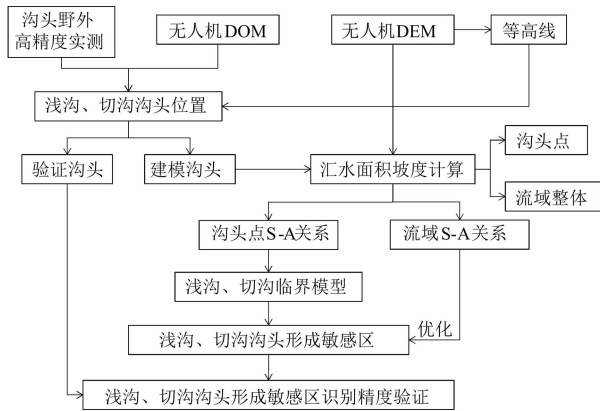 沟头野外
高精度实测
无人机DOM
无人机DEM
等高线
浅沟、切沟沟头位置
验证沟头
建模沟头
汇水面积坡度计算
沟头点
流域整体
沟头点S-A关系
流域S-A关系
浅沟、切沟临界模型
优化
浅沟、切沟沟头形成敏感区
浅沟、切沟沟头形成敏感区识别精度验证